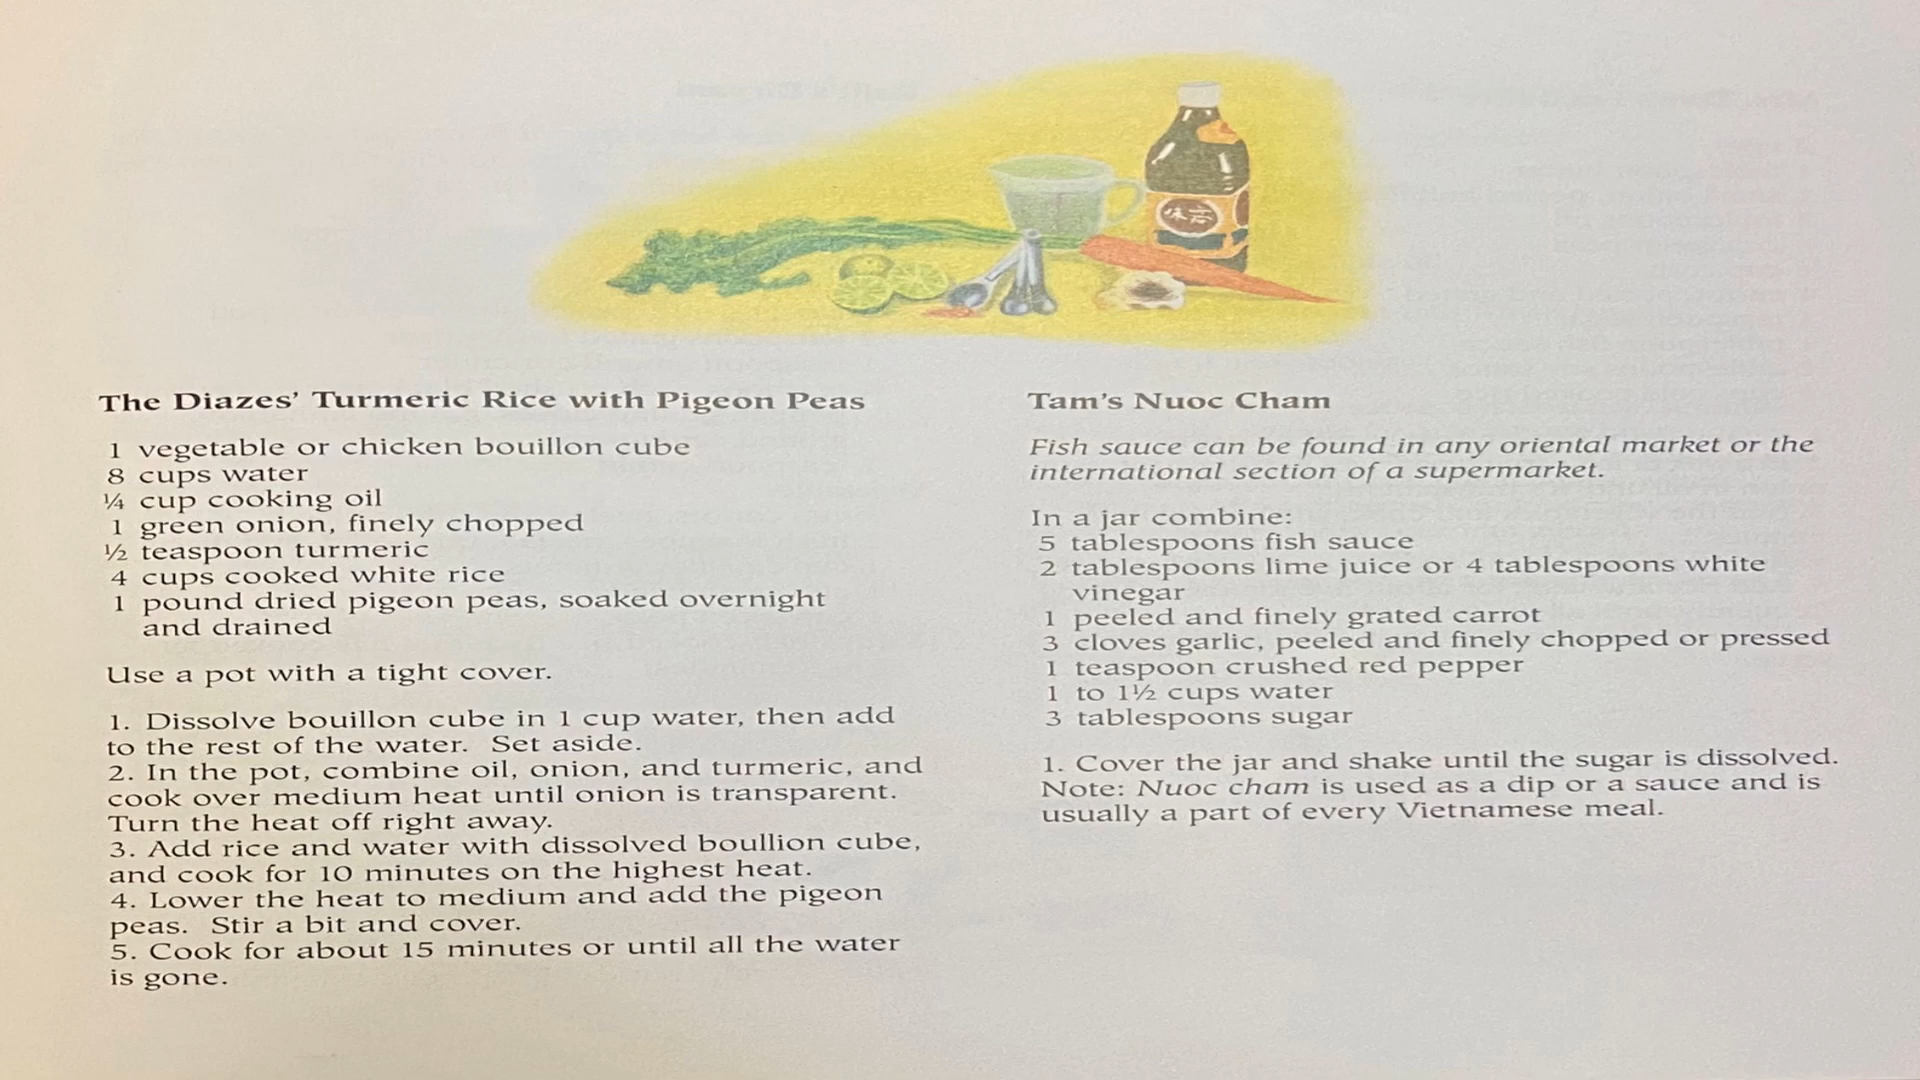 The Diazes' Turmeric Rice with Pigeon Peas
1 vegetable or chicken bouillon cube
8 cups water
¼ cup cooking oil
1 green onion, finely chopped
½ teaspoon turmeric
4 cups cooked white rice
1 pound dried pigeon peas, soaked overnight
and drained
Use a pot with a tight cover.
1. Dissolve bouillon cube in 1 cup water, then add
to the rest of the water. Set aside.
2. In the pot, combine oil, onion, and turmeric, and
cook over medium heat until onion is transparent.
Turn the heat off right away.
3. Add rice and water with dissolved boullion cube,
and cook for 10 minutes on the highest heat.
4. Lower the heat to medium and add the pigeon
peas. Stir a bit and cover.
5. Cook for about 15 minutes or until all the water
is gone.
Tam's Nuoc Cham
Fish sauce can be found in any oriental market or the
international section of a supermarket.
In a jar combine:
5 tablespoons fish sauce
2 tablespoons lime juice or 4 tablespoons white
vinegar
1 peeled and finely grated carrot
3 cloves garlic, peeled and finely chopped or pressed
1 teaspoon crushed red pepper
1 to 1½ cups water
3 tablespoons sugar
1. Cover the jar and shake until the sugar is dissolved.
Note: Nuoc cham is used as a dip or a sauce and is
usually a part of every Vietnamese meal.